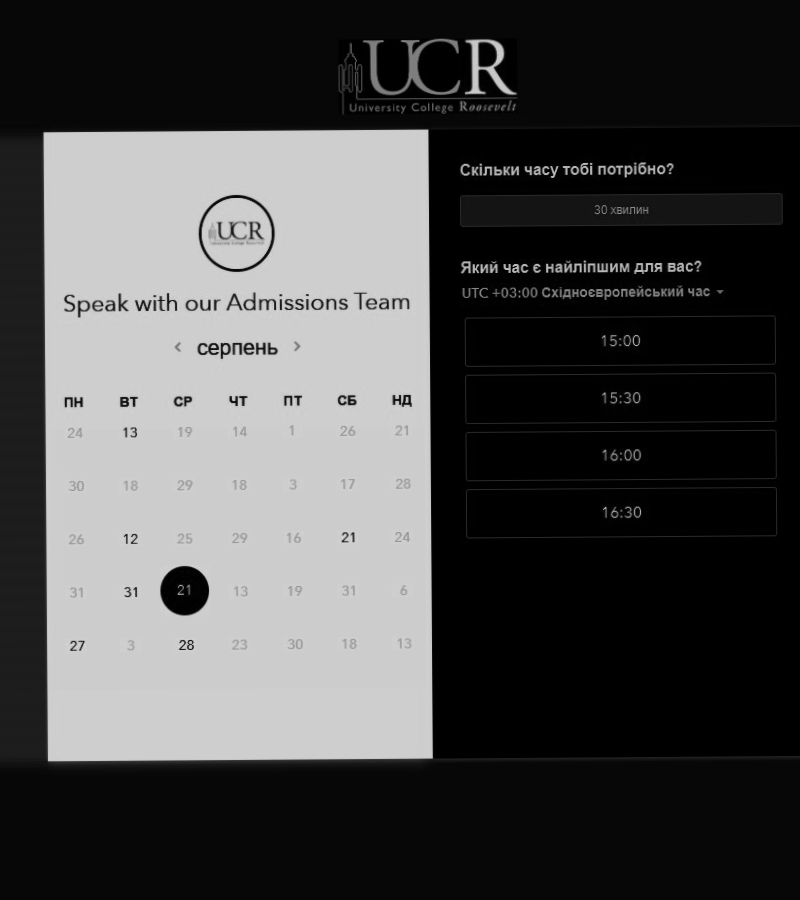 UCR
University College Roosevelt
UCR
Speak with our Admissions Team
серпень
ПН ВТ СР ЧТ ПТ СБ НД
24 13 19 14 1 26 21
30 18 29 18 3 17 28
26 12 25 29 16 21 24
31 31 21 13 19 31 6
27 3 28 23 30 18 13
Скільки часу тобі потрібно?
30 хвилин
Який час є найліпшим для вас?
UTC +03:00 Східноєвропейський час
15:00
15:30
16:00
16:30